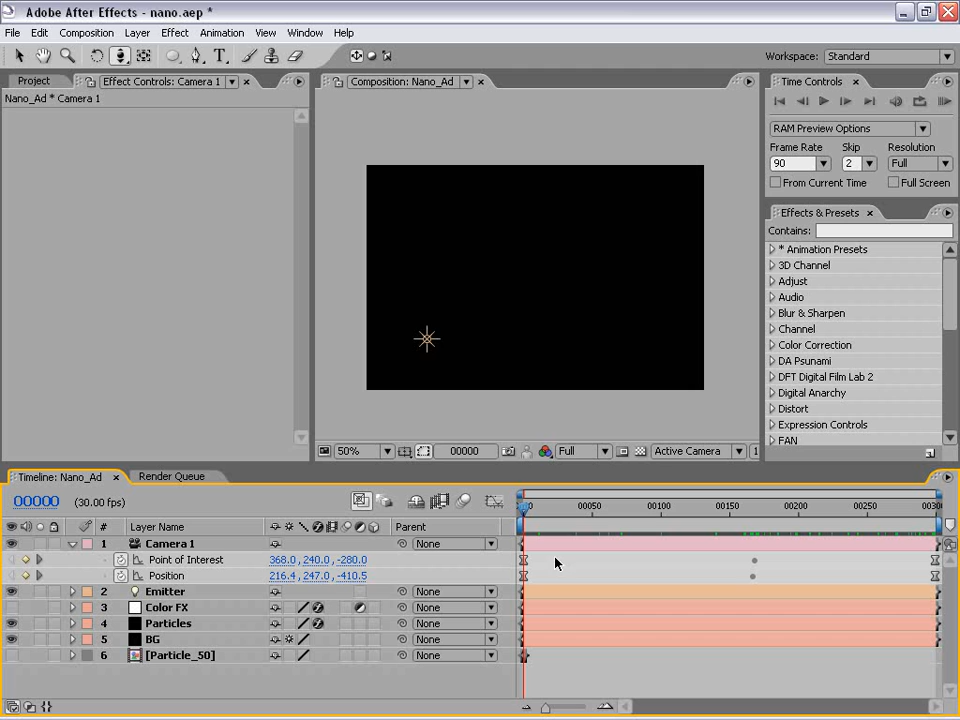 Adobe After Effects - nano.aep *
File Edit Composition Layer Effect Animation View Window Help
Workspace: Standard
Project Effect Controls: Camera 1
Composition: Nano_Ad
Time Controls
Nano_Ad * Camera 1
RAM Preview Options
Frame Rate Skip Resolution
90 2 Full
From Current Time Full Screen
Effects & Presets
Contains:
* Animation Presets
3D Channel
Adjust
Audio
Blur & Sharpen
Channel
Color Correction
DA Psunami
DFT Digital Film Lab 2
Digital Anarchy
Distort
Expression Controls
FAN
50% 00000 Full Active Camera 1
Timeline: Nano_Ad Render Queue
00000 (30.00 fps)
00050 00100 00150 00200 00250 00300
# Layer Name Parent
1 Camera 1 None
Point of Interest 368.0, 240.0, -280.0
Position 216.4, 247.0, -410.5
2 Emitter None
3 Color FX None
4 Particles None
5 BG None
6 [Particle_50] None